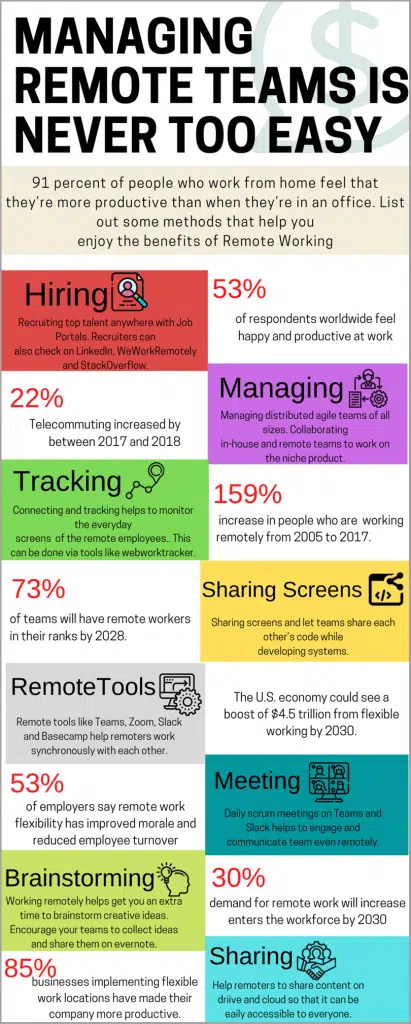 MANAGING
REMOTE TEAMS IS
NEVER TOO EASY
91 percent of people who work from home feel that
they're more productive than when they're in an office. List
out some methods that help you
enjoy the benefits of Remote Working
Hiring
Recruiting top talent anywhere with Job
Portals. Recruiters can
also check on LinkedIn, WeWorkRemotely
and StackOverflow.
53%
of respondents worldwide feel
happy and productive at work
22%
Telecommuting increased by
between 2017 and 2018
Managing
Managing distributed agile teams of all
sizes. Collaborating
in-house and remote teams to work on
the niche product.
Tracking
Connecting and tracking helps to monitor
the everyday
screens of the remote employees.. This
can be done via tools like webworktracker.
159%
increase in people who are working
remotely from 2005 to 2017.
73%
of teams will have remote workers
in their ranks by 2028.
Sharing Screens
Sharing screens and let teams share each
other's code while
developing systems.
RemoteTools
Remote tools like Teams, Zoom, Slack
and Basecamp help remoters work
synchronously with each other.
The U.S. economy could see a
boost of $4.5 trillion from flexible
working by 2030.
53%
of employers say remote work
flexibility has improved morale and
reduced employee turnover
Meeting
Daily scrum meetings on Teams and
Slack helps to engage and
communicate team even remotely.
Brainstorming
Working remotely helps get you an extra
time to brainstorm creative ideas.
Encourage your teams to collect ideas
and share them on evernote.
30%
demand for remote work will increase
enters the workforce by 2030
85%
businesses implementing flexible
work locations have made their
company more productive.
Sharing
Help remoters to share content on
driive and cloud so that it can be
eaily accessible to everyone.